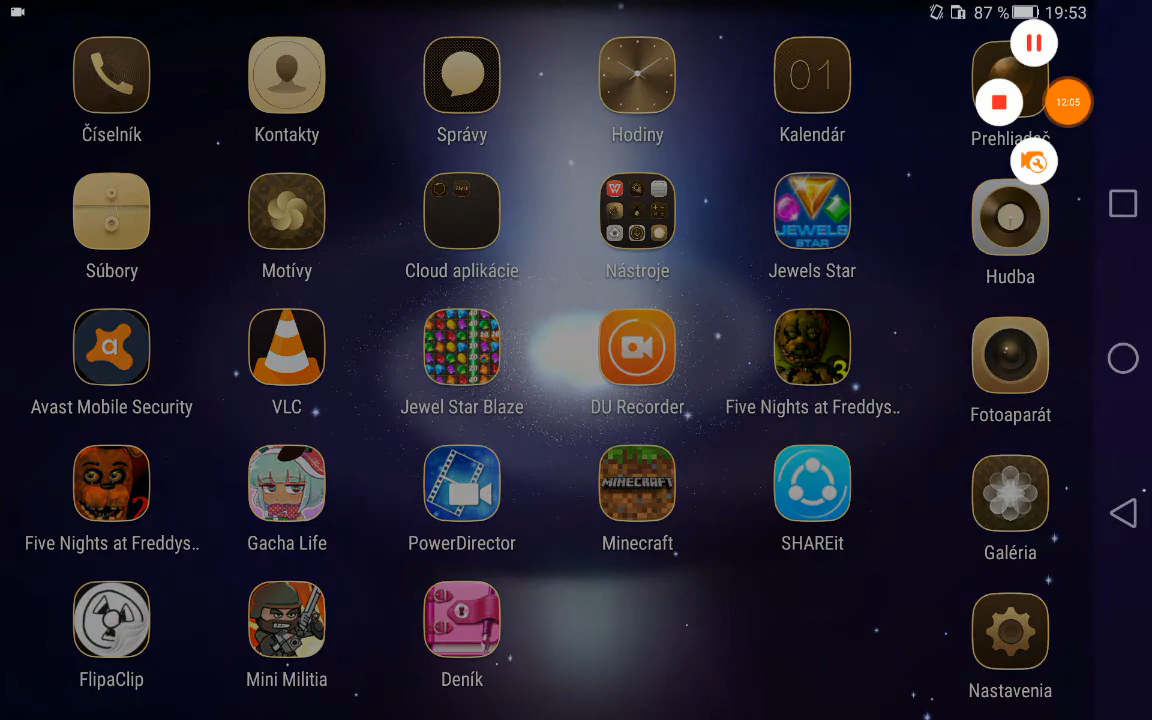 87 % 19:53
12:05
Číselník
Kontakty
Správy
Hodiny
01
Kalendár
Prehliadač
Súbory
Motívy
Cloud aplikácie
Nástroje
JEWELS
STAR
Jewels Star
Hudba
a
Avast Mobile Security
VLC
Jewel Star Blaze
DU Recorder
3
Five Nights at Freddys..
Fotoaparát
2
Five Nights at Freddys..
Gacha Life
PowerDirector
MINECRAFT
Minecraft
SHAREit
Galéria
FlipaClip
Mini Militia
Deník
Nastavenia